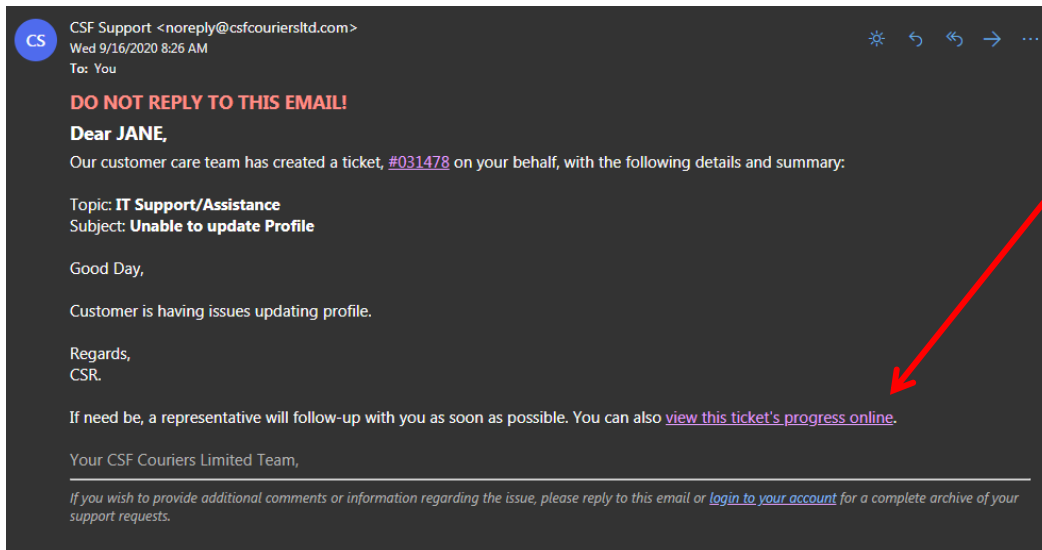 CS
CSF Support <noreply@csfcouriersltd.com>
Wed 9/16/2020 8:26 AM
To: You
DO NOT REPLY TO THIS EMAIL!
Dear JANE,
Our customer care team has created a ticket, #031478 on your behalf, with the following details and summary:
Topic: IT Support/Assistance
Subject: Unable to update Profile
Good Day,
Customer is having issues updating profile.
Regards,
CSR.
If need be, a representative will follow-up with you as soon as possible. You can also view this ticket's progress online.
Your CSF Couriers Limited Team,
If you wish to provide additional comments or information regarding the issue, please reply to this email or login to your account for a complete archive of your
support requests.